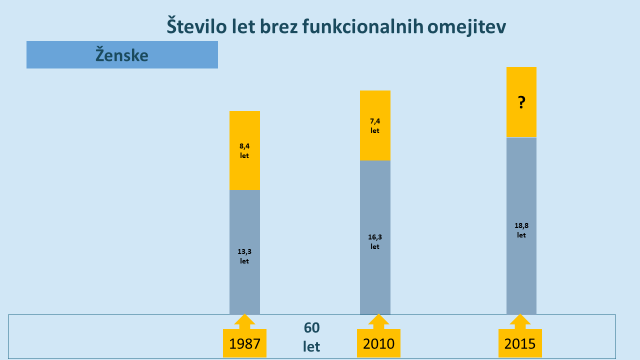 Število let brez funkcionalnih omejitev
Ženske
8,4
let
13,3
let
7,4
let
16,3
let
?
18,8
let
60
let
1987
2010
2015